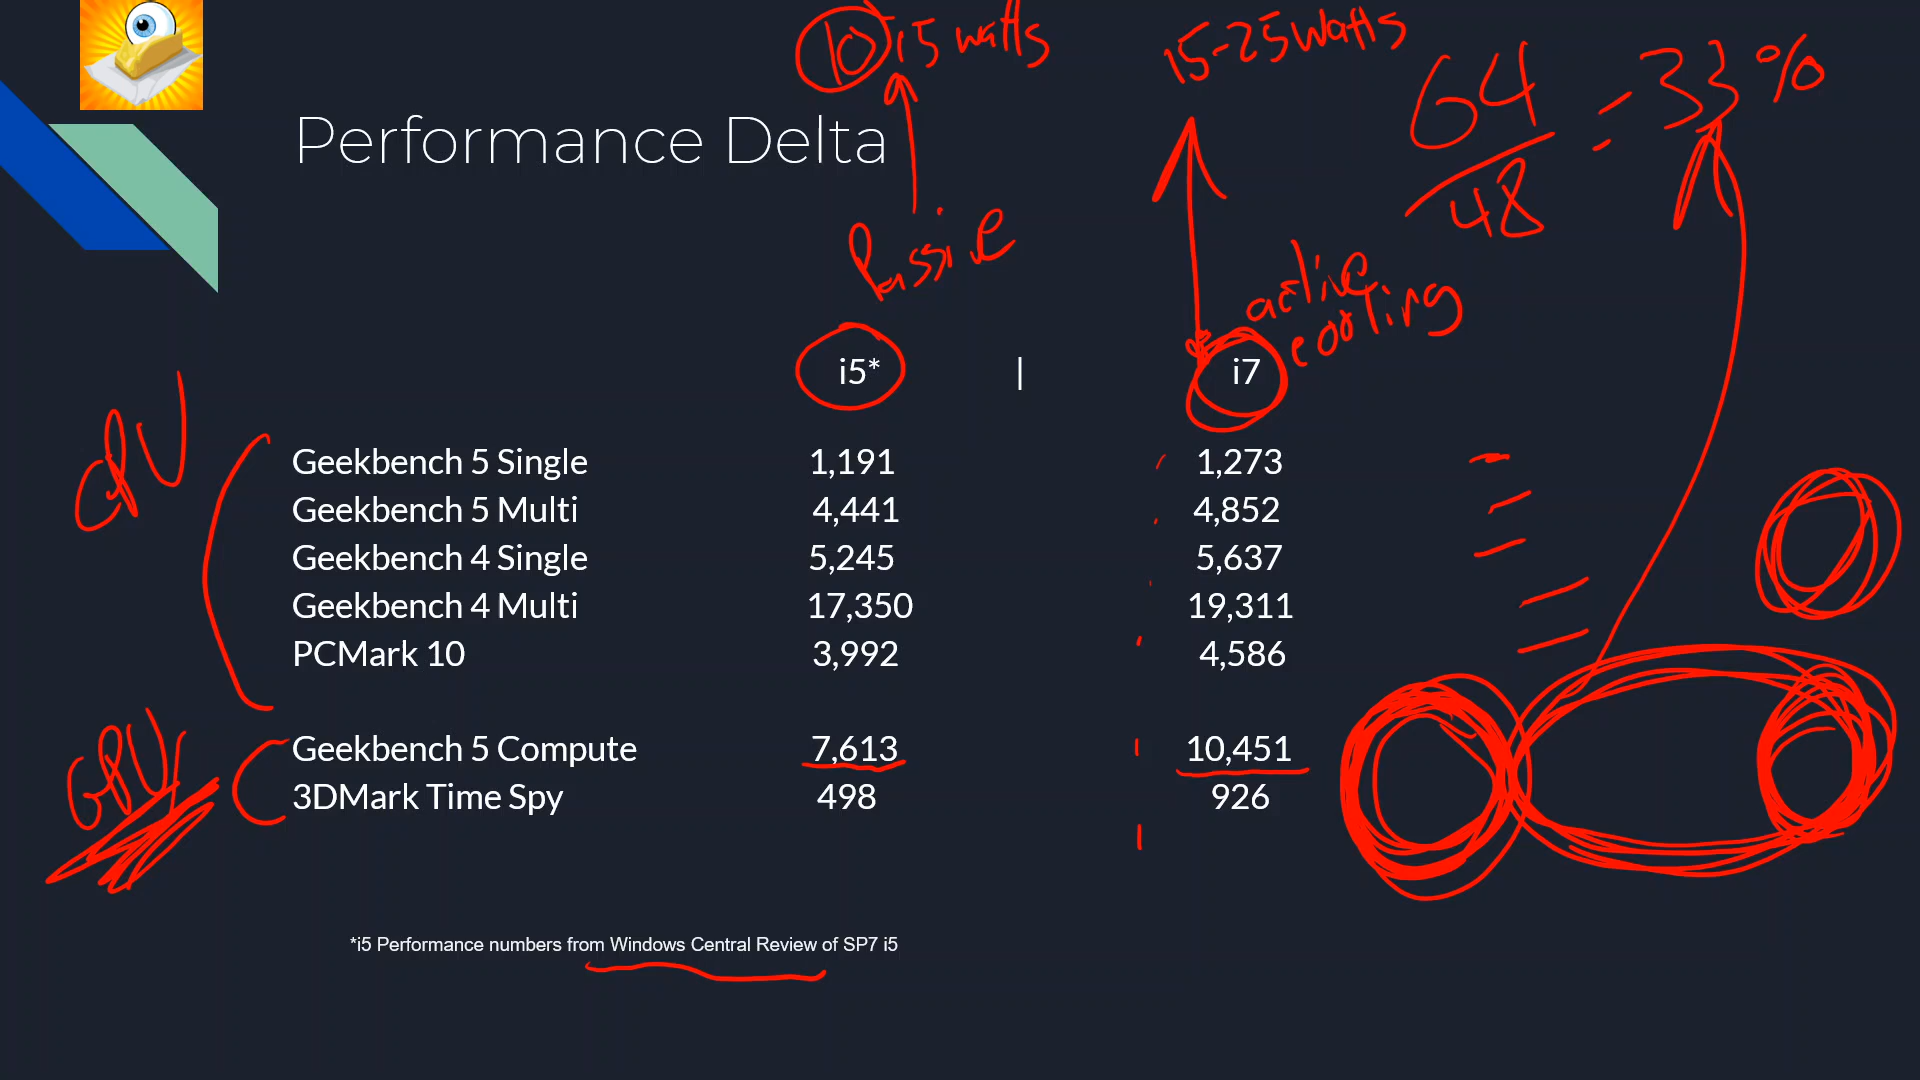 10 15 watts
15-25 watts
64
48
= 33%
Performance Delta
Passive
active
cooling
i5* | i7
CPU
Geekbench 5 Single 1,191 1,273
Geekbench 5 Multi 4,441 4,852
Geekbench 4 Single 5,245 5,637
Geekbench 4 Multi 17,350 19,311
PCMark 10 3,992 4,586
GPU
Geekbench 5 Compute 7,613 10,451
3DMark Time Spy 498 926
*i5 Performance numbers from Windows Central Review of SP7 i5